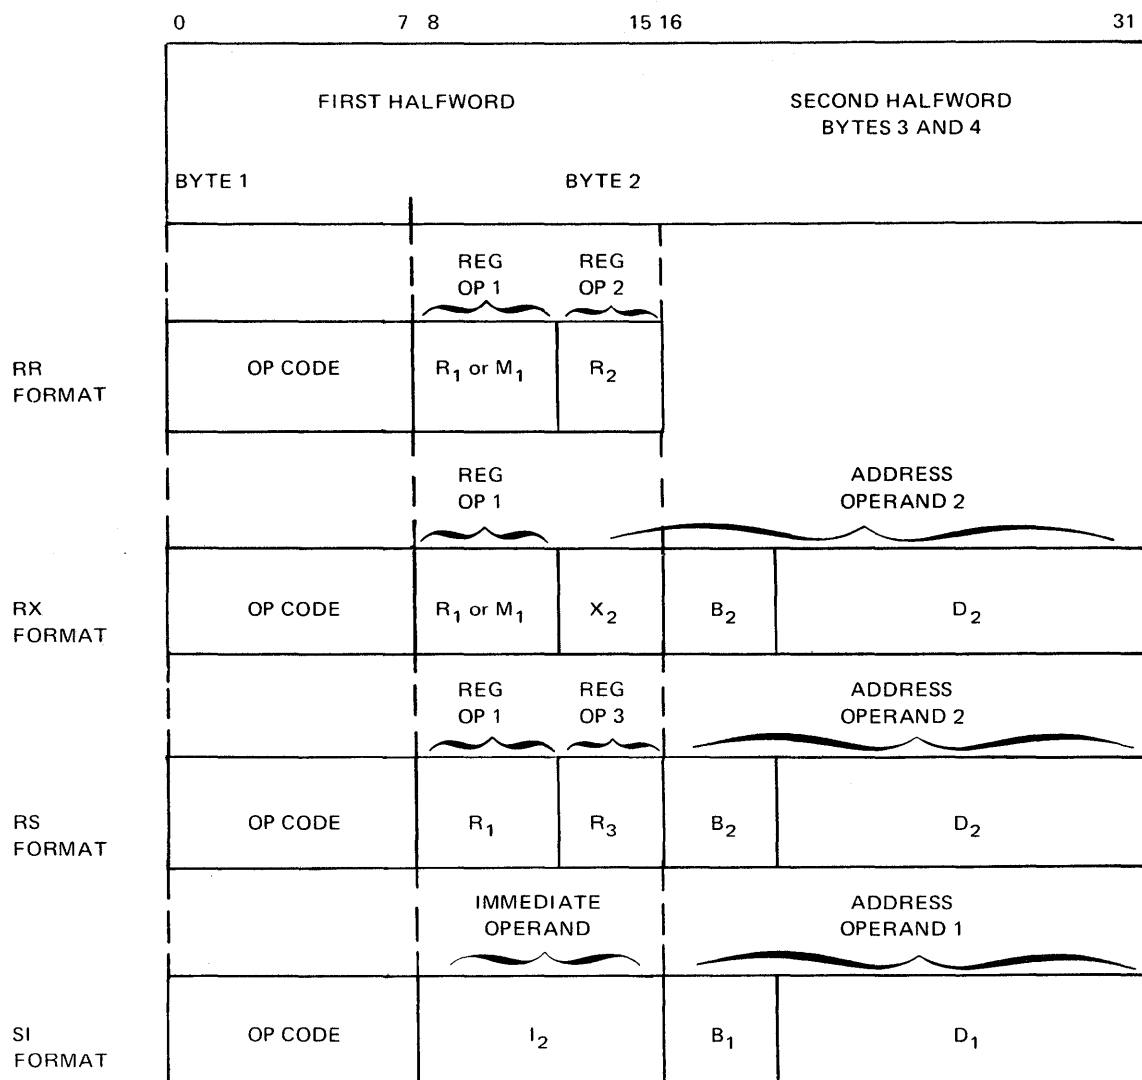 0 7 8 15 16 31
FIRST HALFWORD SECOND HALFWORD
BYTES 3 AND 4
BYTE 1 BYTE 2
REG REG
OP 1 OP 2
RR FORMAT OP CODE R1 or M1 R2
REG ADDRESS
OP 1 OPERAND 2
RX FORMAT OP CODE R1 or M1 X2 B2 D2
REG REG ADDRESS
OP 1 OP 3 OPERAND 2
RS FORMAT OP CODE R1 R3 B2 D2
IMMEDIATE ADDRESS
OPERAND OPERAND 1
SI FORMAT OP CODE I2 B1 D1